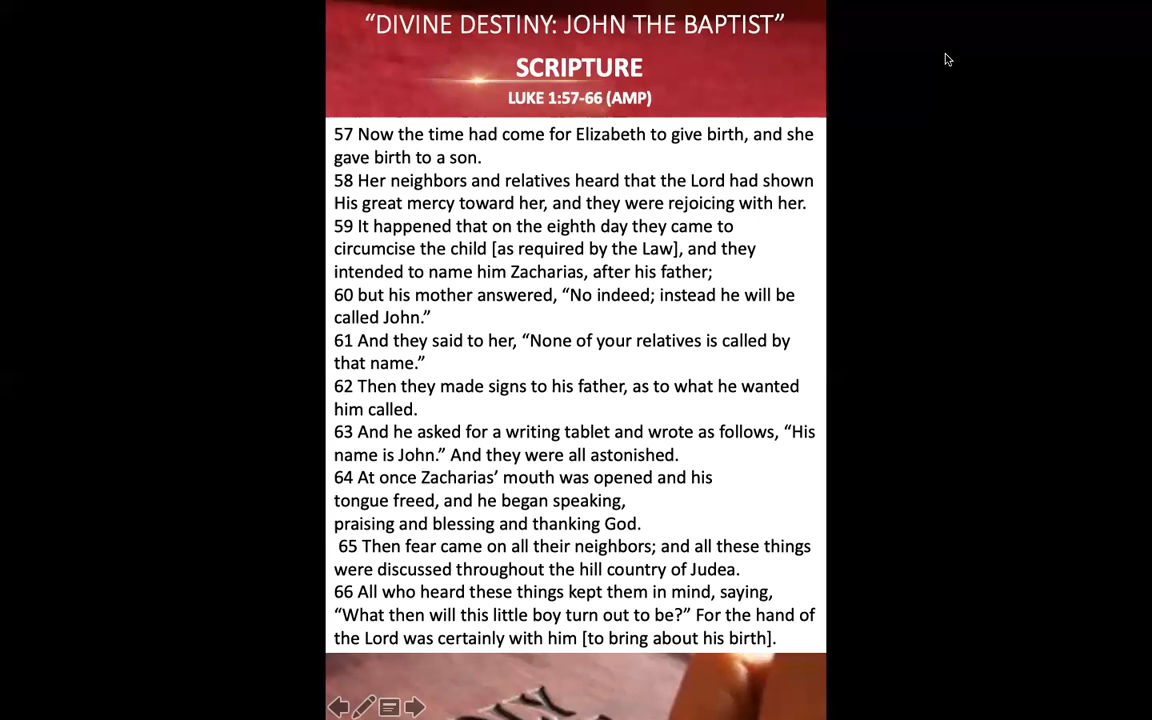 “DIVINE DESTINY: JOHN THE BAPTIST”
SCRIPTURE
LUKE 1:57-66 (AMP)
57 Now the time had come for Elizabeth to give birth, and she
gave birth to a son.
58 Her neighbors and relatives heard that the Lord had shown
His great mercy toward her, and they were rejoicing with her.
59 It happened that on the eighth day they came to
circumcise the child [as required by the Law], and they
intended to name him Zacharias, after his father;
60 but his mother answered, “No indeed; instead he will be
called John.”
61 And they said to her, “None of your relatives is called by
that name.”
62 Then they made signs to his father, as to what he wanted
him called.
63 And he asked for a writing tablet and wrote as follows, “His
name is John.” And they were all astonished.
64 At once Zacharias’ mouth was opened and his
tongue freed, and he began speaking,
praising and blessing and thanking God.
65 Then fear came on all their neighbors; and all these things
were discussed throughout the hill country of Judea.
66 All who heard these things kept them in mind, saying,
“What then will this little boy turn out to be?” For the hand of
the Lord was certainly with him [to bring about his birth].